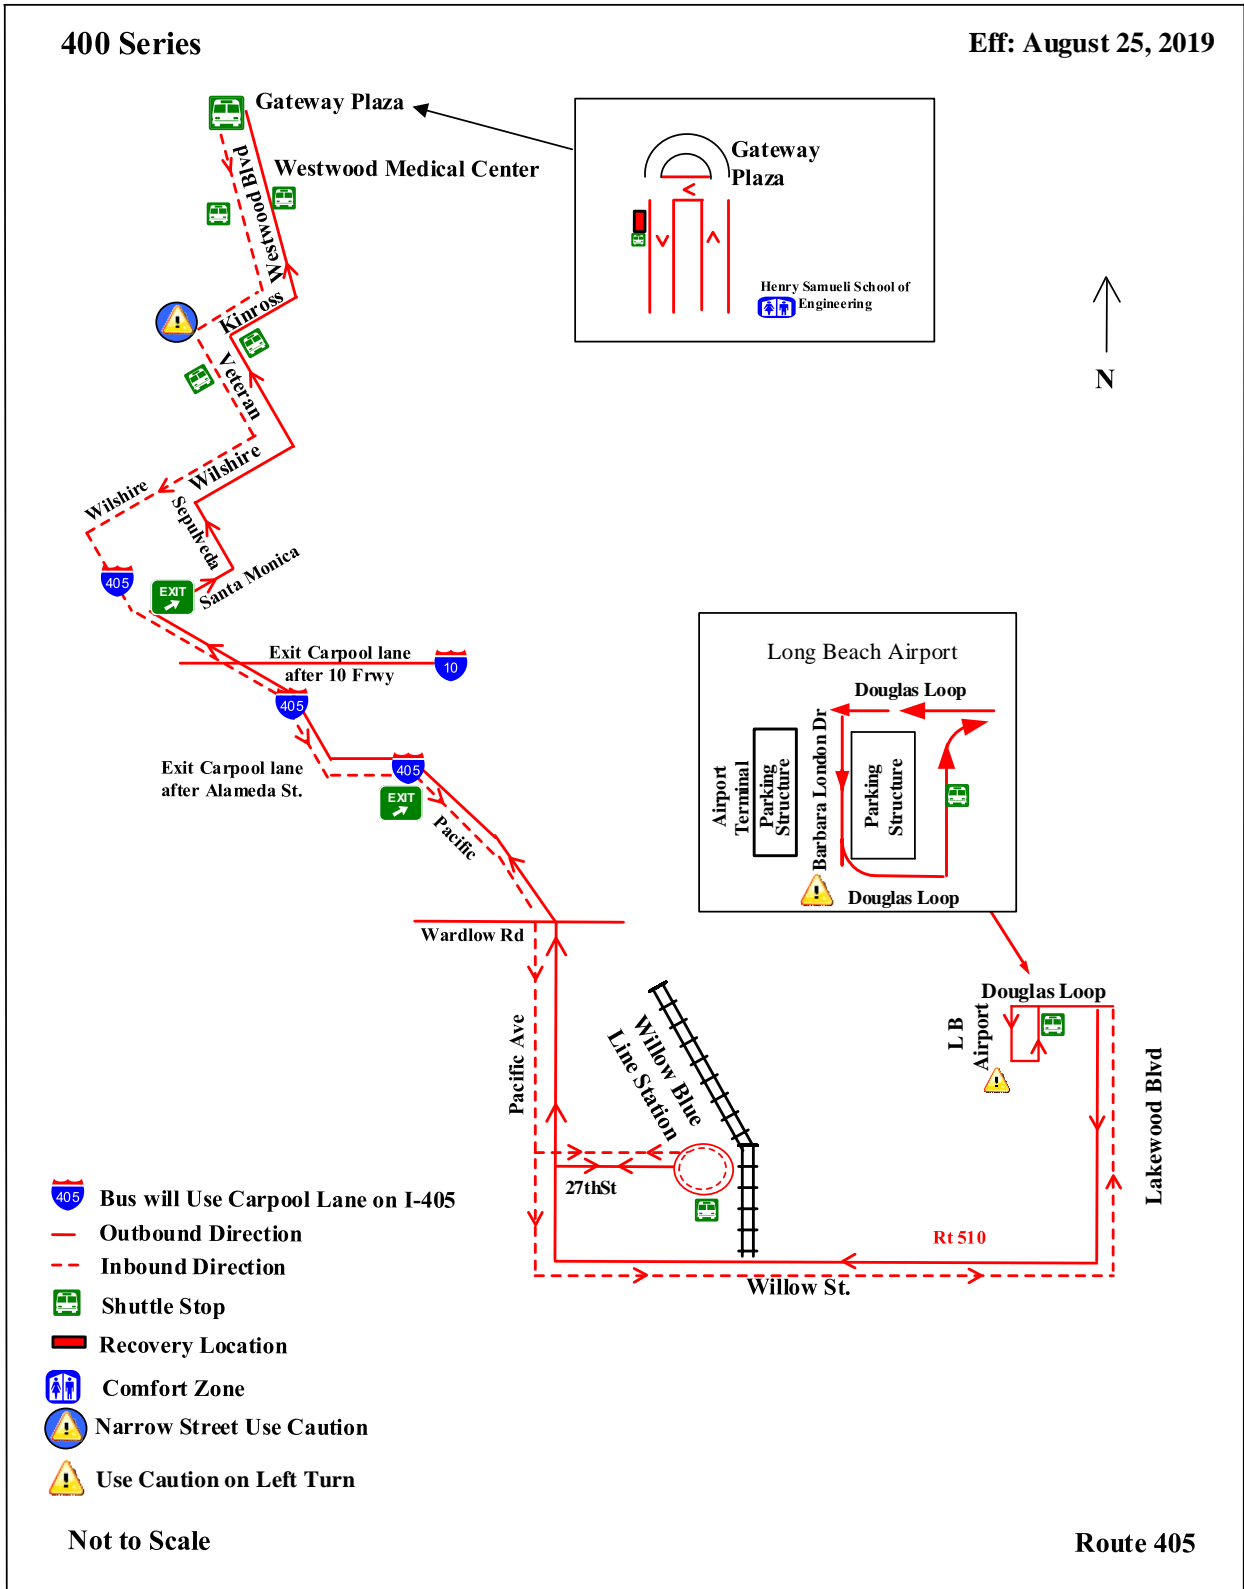 400 Series
Eff: August 25, 2019
Gateway Plaza
Westwood Medical Center
Westwood Blvd
Gateway
Plaza
Henry Samueli School of
Engineering
Kinross
Veteran
N
Wilshire
Wilshire
Sepulveda
Santa Monica
405
EXIT
Exit Carpool lane
after 10 Frwy
10
405
Exit Carpool lane
after Alameda St.
405
EXIT
Pacific
Long Beach Airport
Douglas Loop
Airport
Terminal
Parking
Structure
Barbara London Dr
Parking
Structure
Douglas Loop
Wardlow Rd
Douglas Loop
L B
Airport
Pacific Ave
Willow Blue
Line Station
Lakewood Blvd
27thSt
Rt 510
Willow St.
405
Bus will Use Carpool Lane on I-405
Outbound Direction
Inbound Direction
Shuttle Stop
Recovery Location
Comfort Zone
Narrow Street Use Caution
Use Caution on Left Turn
Not to Scale
Route 405